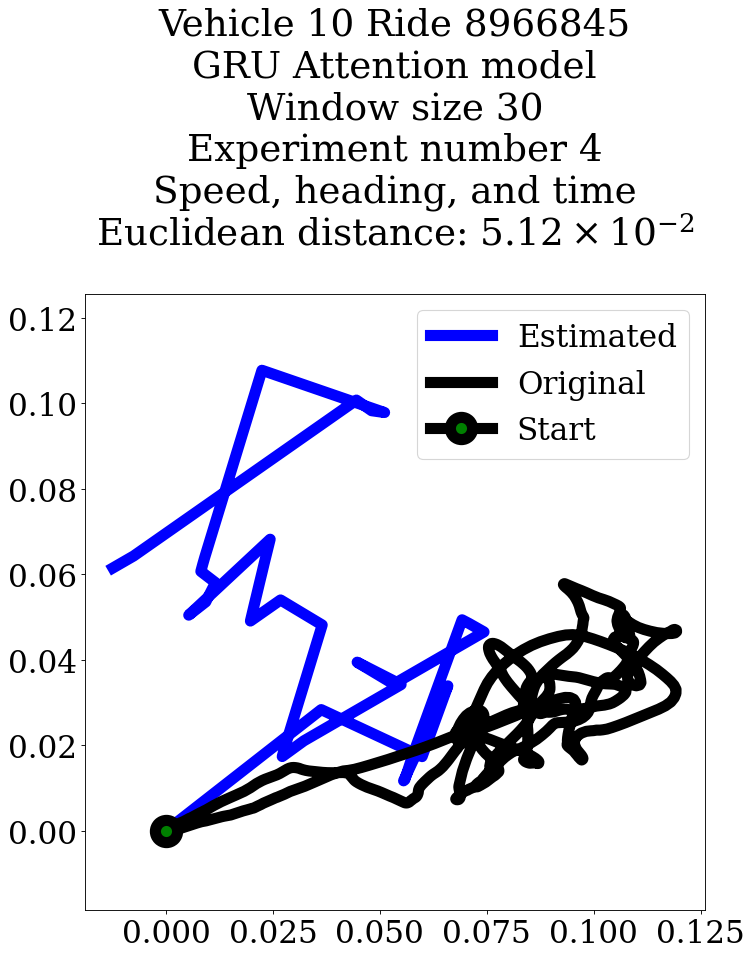 Vehicle 10 Ride 8966845
GRU Attention model
Window size 30
Experiment number 4
Speed, heading, and time
Euclidean distance: 5.12 × 10⁻²
Estimated
Original
Start
0.12
0.10
0.08
0.06
0.04
0.02
0.00
0.000 0.025 0.050 0.075 0.100 0.125